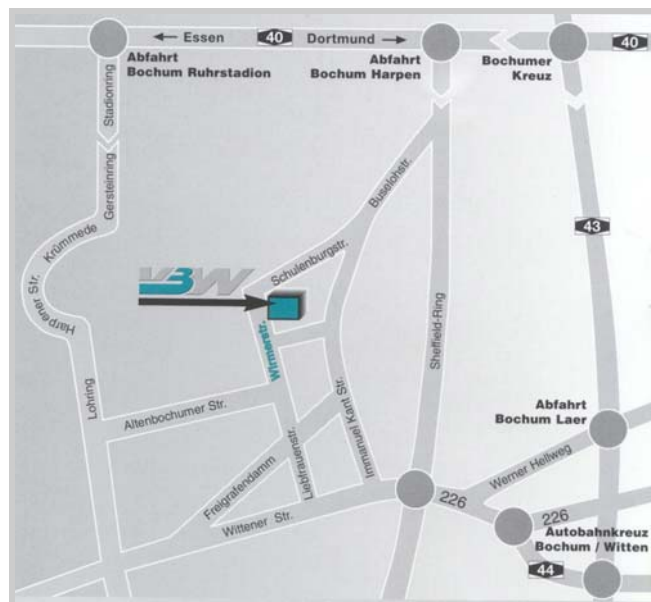 ← Essen
40
Dortmund →
40
Abfahrt
Bochum Ruhrstadion
Abfahrt
Bochum Harpen
Bochumer
Kreuz
Stadionring
Gersteinring
Krümmede
Harpener Str.
Lohring
Buselohstr.
Schulenburgstr.
43
VBW
Wirmerstr.
Sheffield-Ring
Altenbochumer Str.
Immanuel Kant Str.
Liebfrauenstr.
Freigrafendamm
Wittener Str.
Abfahrt
Bochum Laer
Werner Hellweg
226
226
Autobahnkreuz
Bochum / Witten
44